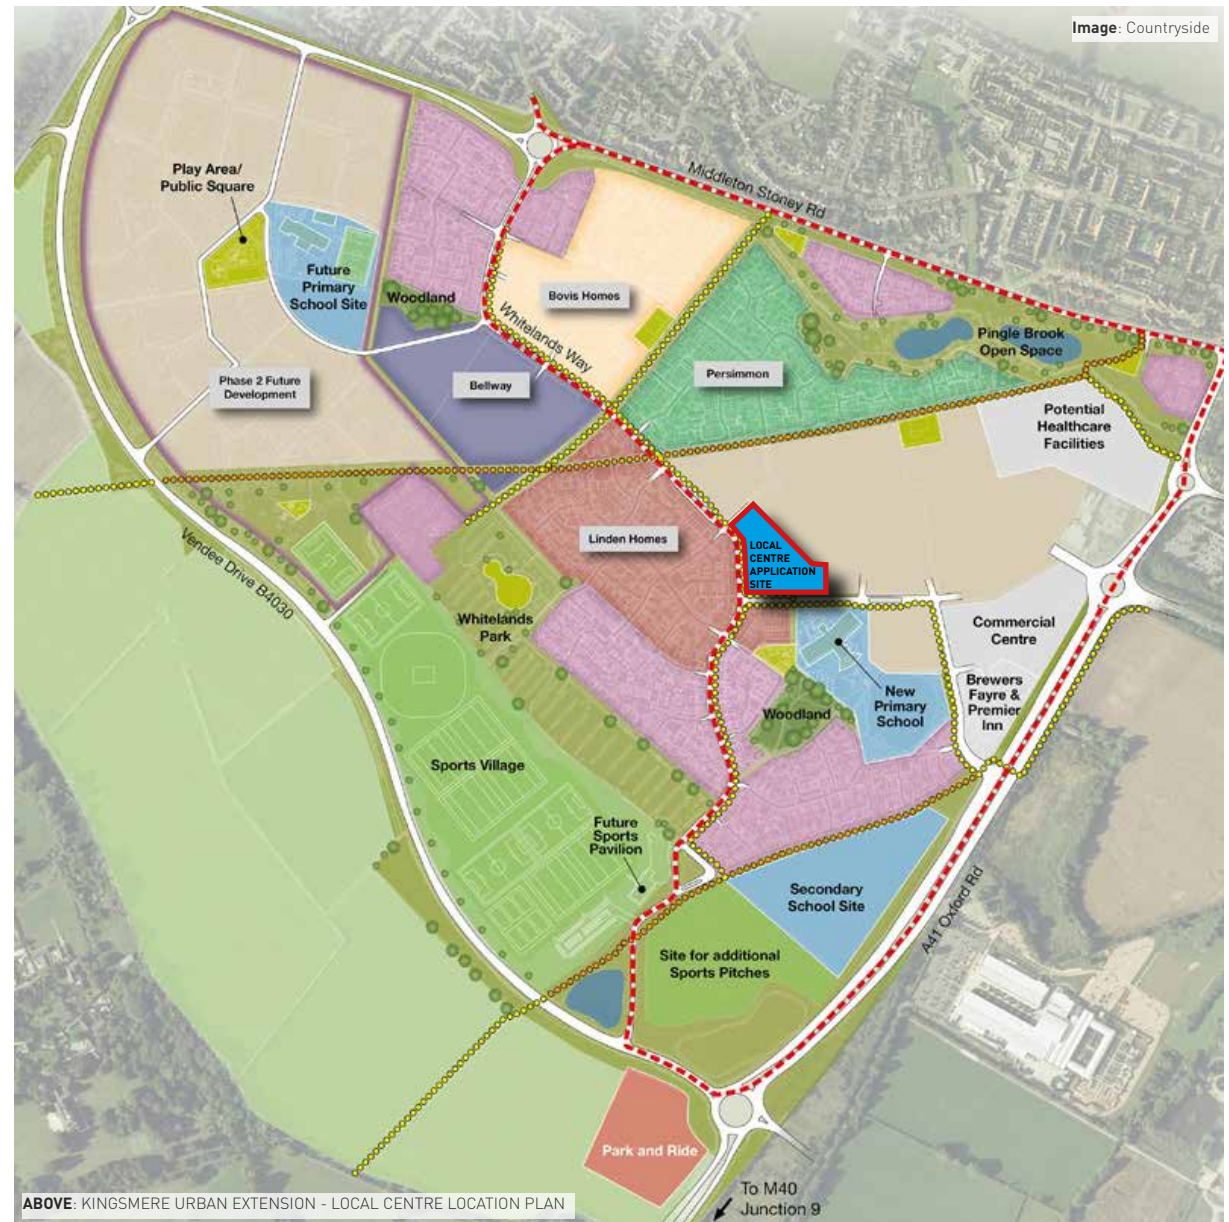 Image: Countryside
Middleton Stoney Rd
Play Area/
Public Square
Future
Primary
School Site
Woodland
Bovis Homes
Whitelands Way
Pingle Brook
Open Space
Phase 2 Future
Development
Bellway
Persimmon
Potential
Healthcare
Facilities
Linden Homes
LOCAL
CENTRE
APPLICATION
SITE
Vendee Drive B4030
Whitelands
Park
Commercial
Centre
Brewers
Fayre &
Premier
Inn
New
Primary
School
Woodland
Sports Village
Future
Sports
Pavilion
Secondary
School Site
A41 Oxford Rd
Site for additional
Sports Pitches
Park and Ride
To M40
Junction 9
ABOVE: KINGSMERE URBAN EXTENSION - LOCAL CENTRE LOCATION PLAN